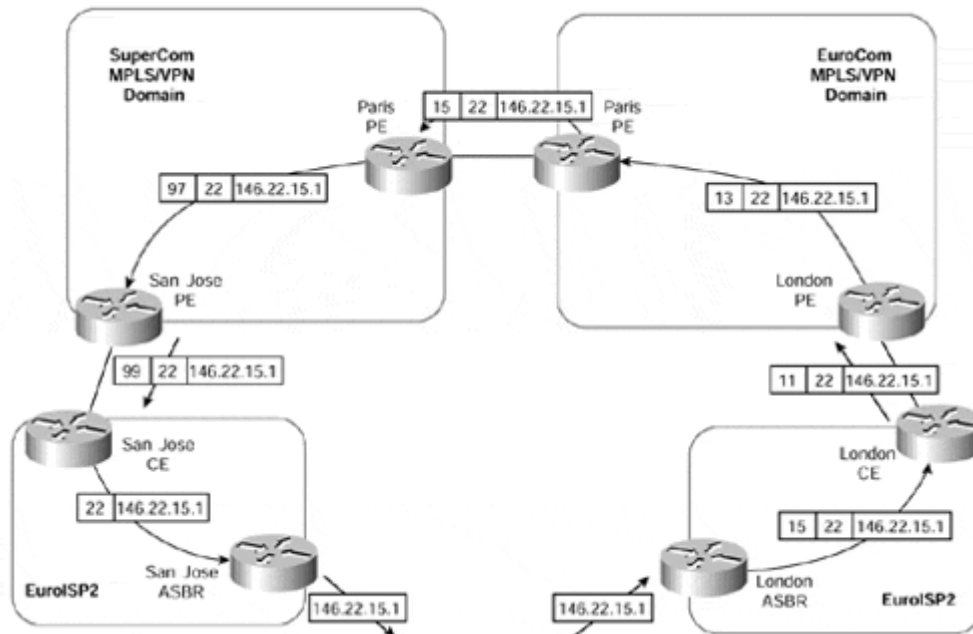 SuperCom
MPLS/VPN
Domain
EuroCom
MPLS/VPN
Domain
Paris
PE
15 22 146.22.15.1
Paris
PE
97 22 146.22.15.1
13 22 146.22.15.1
San Jose
PE
London
PE
99 22 146.22.15.1
11 22 146.22.15.1
San Jose
CE
London
CE
22 146.22.15.1
15 22 146.22.15.1
San Jose
ASBR
London
ASBR
EuroISP2
EuroISP2
146.22.15.1
146.22.15.1